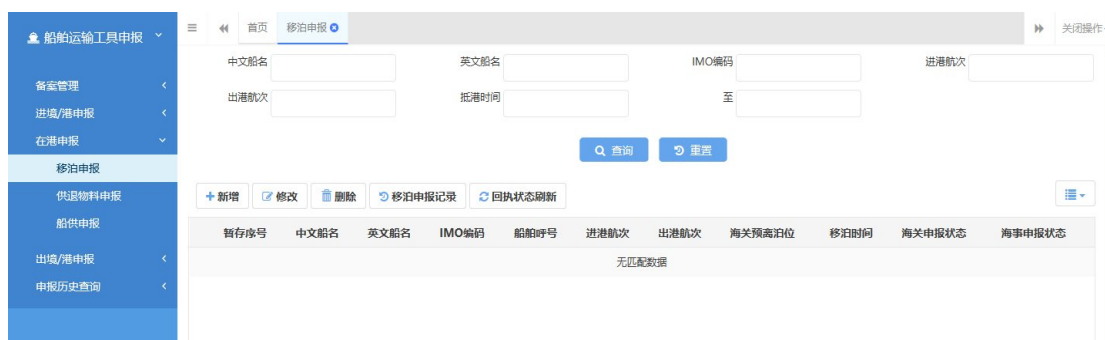 船舶运输工具申报
首页 移泊申报 关闭操作
中文船名 英文船名 IMO编码 进港航次
备案管理
出港航次 抵港时间 至
进境/港申报
在港申报
查询 重置
移泊申报
供退物料申报
新增 修改 删除 移泊申报记录 回执状态刷新
船供申报
暂存序号 中文船名 英文船名 IMO编码 船舶呼号 进港航次 出港航次 海关预离泊位 移泊时间 海关申报状态 海事申报状态
出境/港申报
无匹配数据
申报历史查询